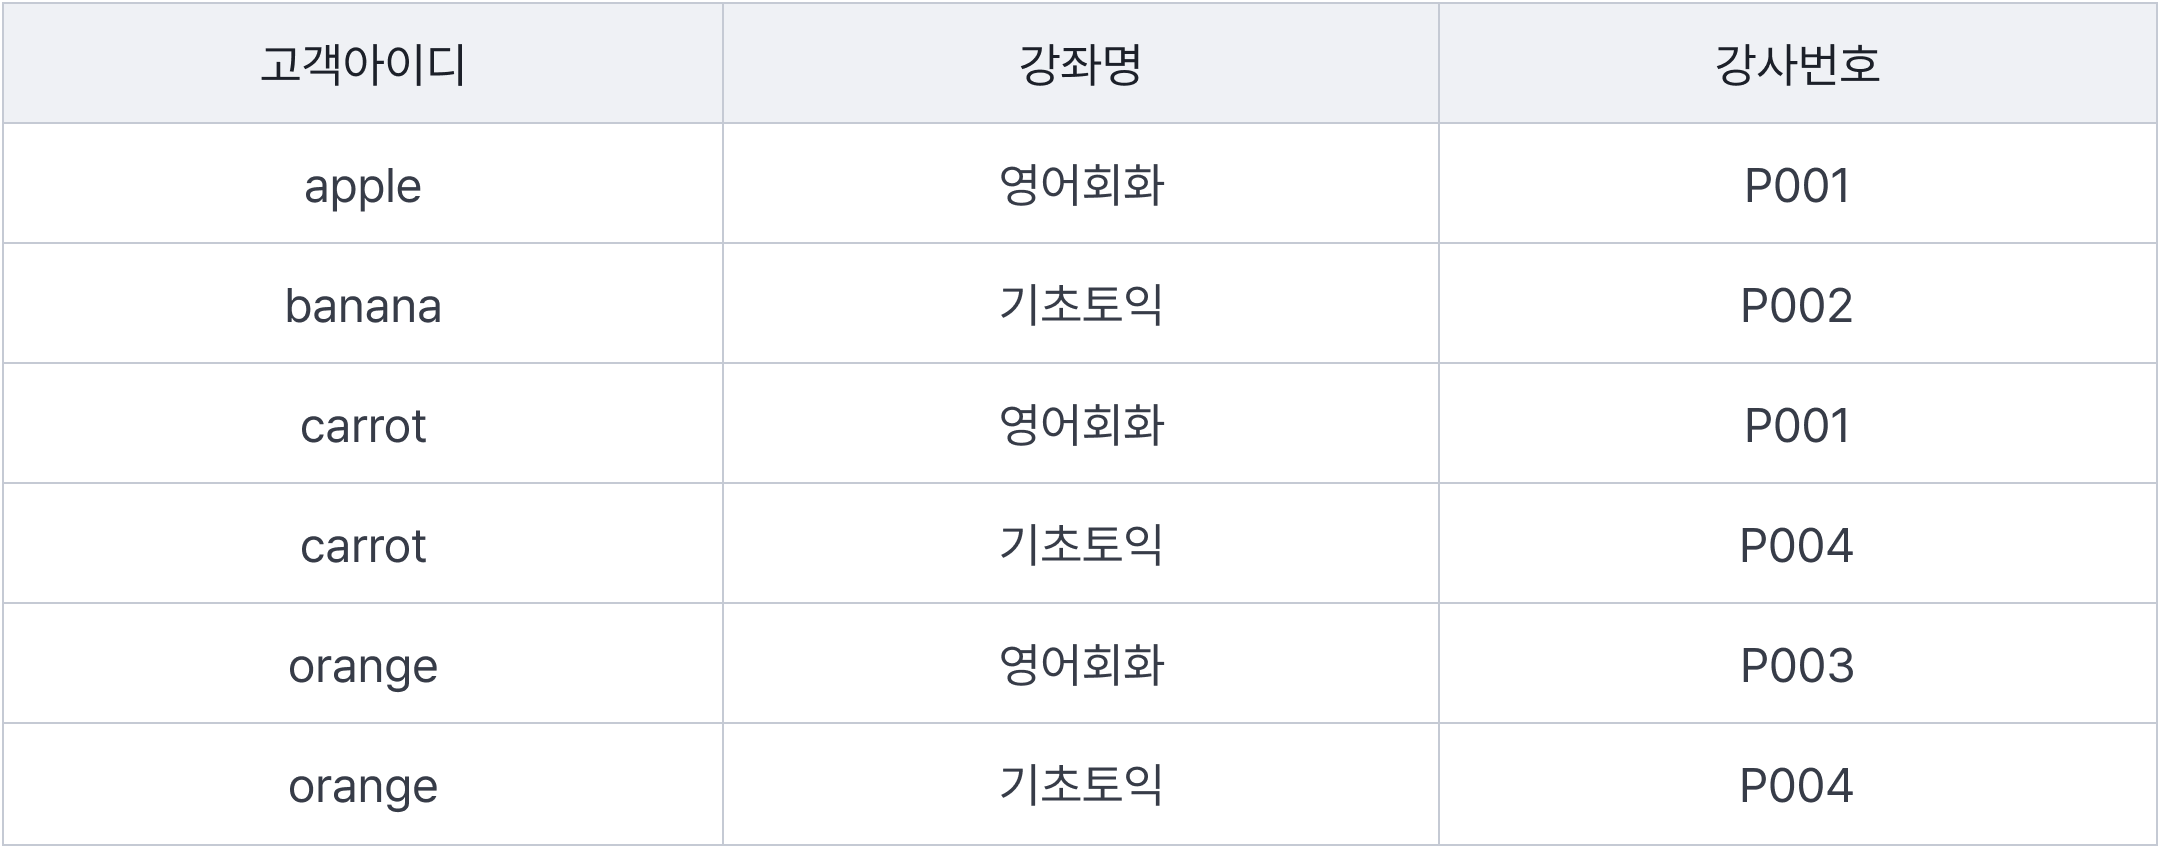 고객아이디 강좌명 강사번호
apple 영어회화 P001
banana 기초토익 P002
carrot 영어회화 P001
carrot 기초토익 P004
orange 영어회화 P003
orange 기초토익 P004